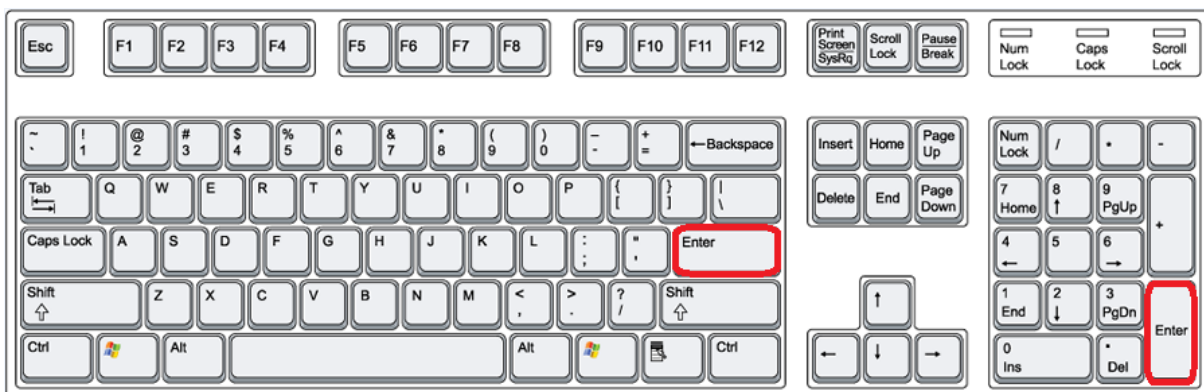 Esc F1 F2 F3 F4 F5 F6 F7 F8 F9 F10 F11 F12
Print
Screen
SysRq
Scroll
Lock
Pause
Break
Num
Lock
Caps
Lock
Scroll
Lock
~ ! @ # $ % ^ & * ( ) – +
` 1 2 3 4 5 6 7 8 9 0 - = ←Backspace
Insert Home Page
Up
Num
Lock
/ * -
Tab Q W E R T Y U I O P { } |
[ ] \
Delete End Page
Down
7 8 9
Home ↑ PgUp
+
Caps Lock A S D F G H J K L : " Enter
; '
4 5 6
← →
Shift Z X C V B N M < > ? Shift
, . /
↑
1 2 3
End ↓ PgDn
Enter
Ctrl Alt Alt Ctrl
← ↓ →
0 .
Ins Del